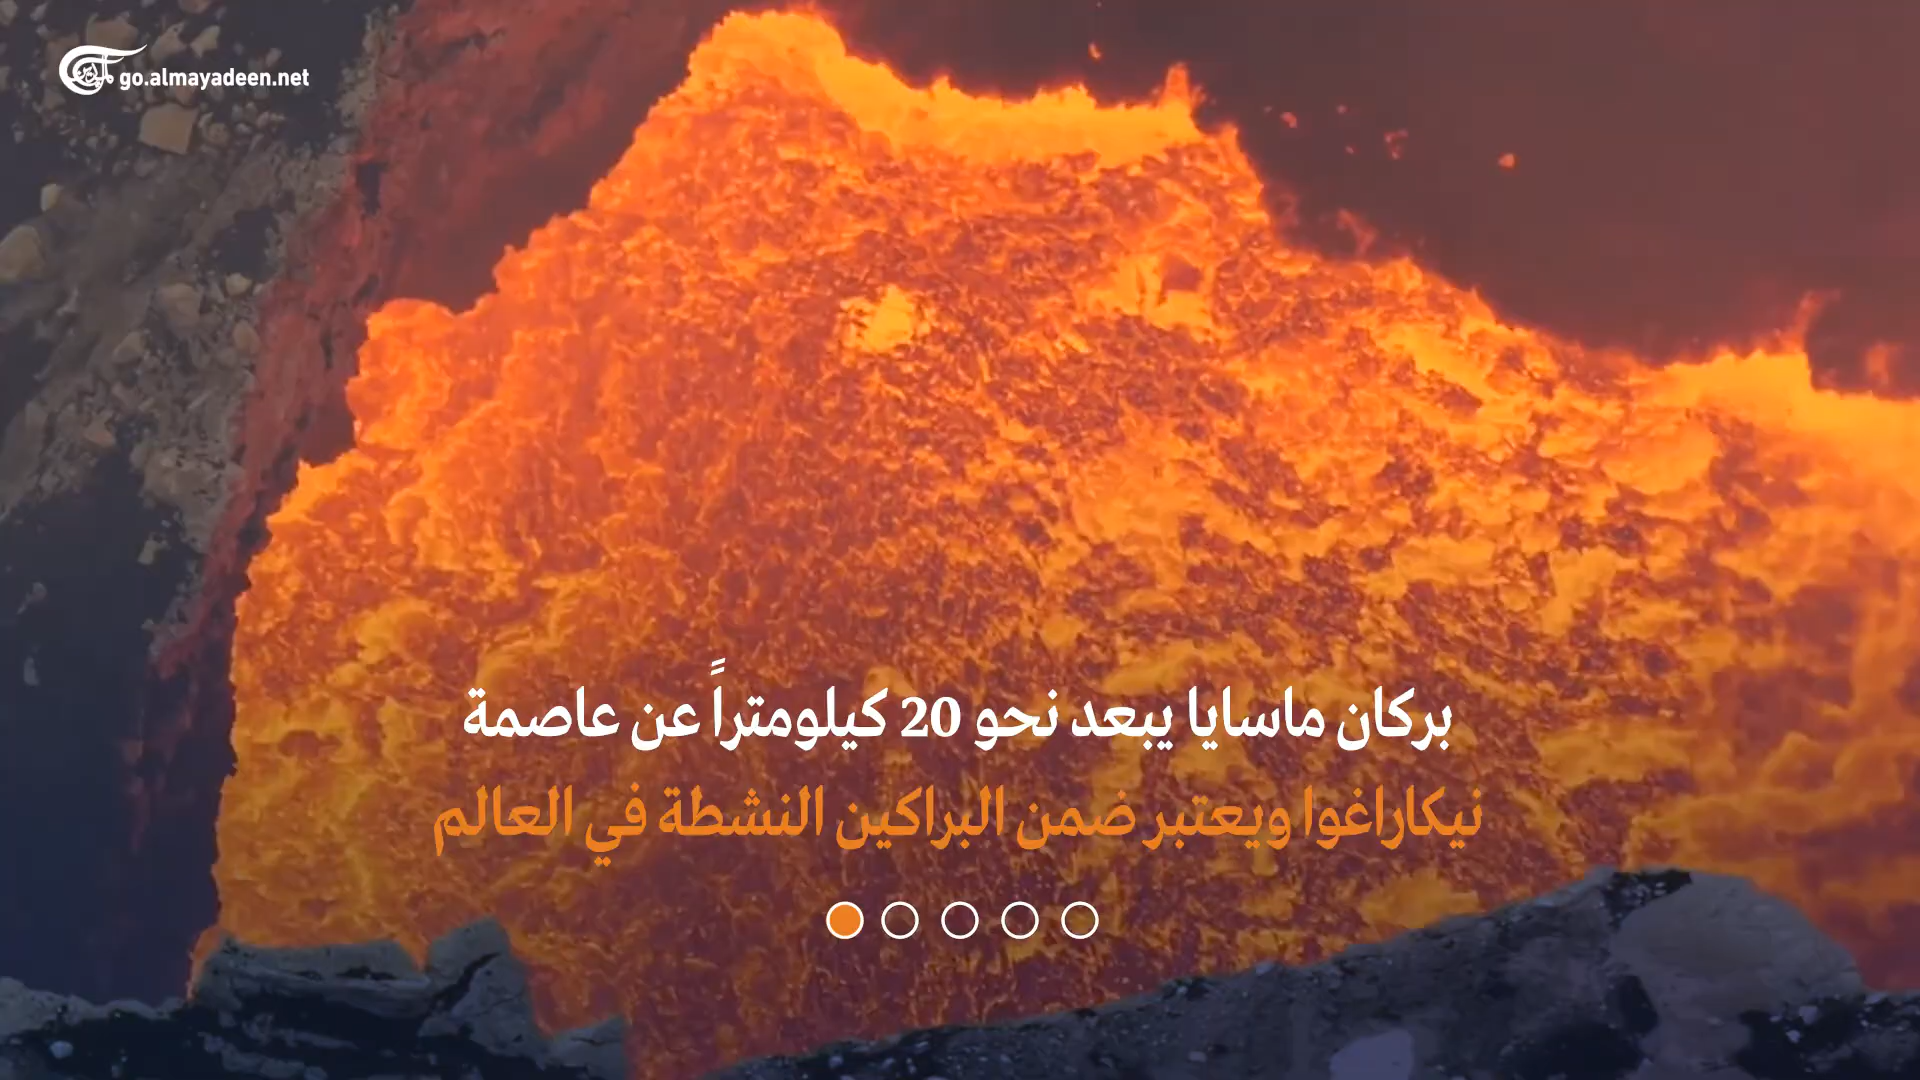 go.almayadeen.net
بركان ماسايا يبعد نحو 20 كيلومتراً عن عاصمة
نيكاراغوا ويعتبر ضمن البراكين النشطة في العالم